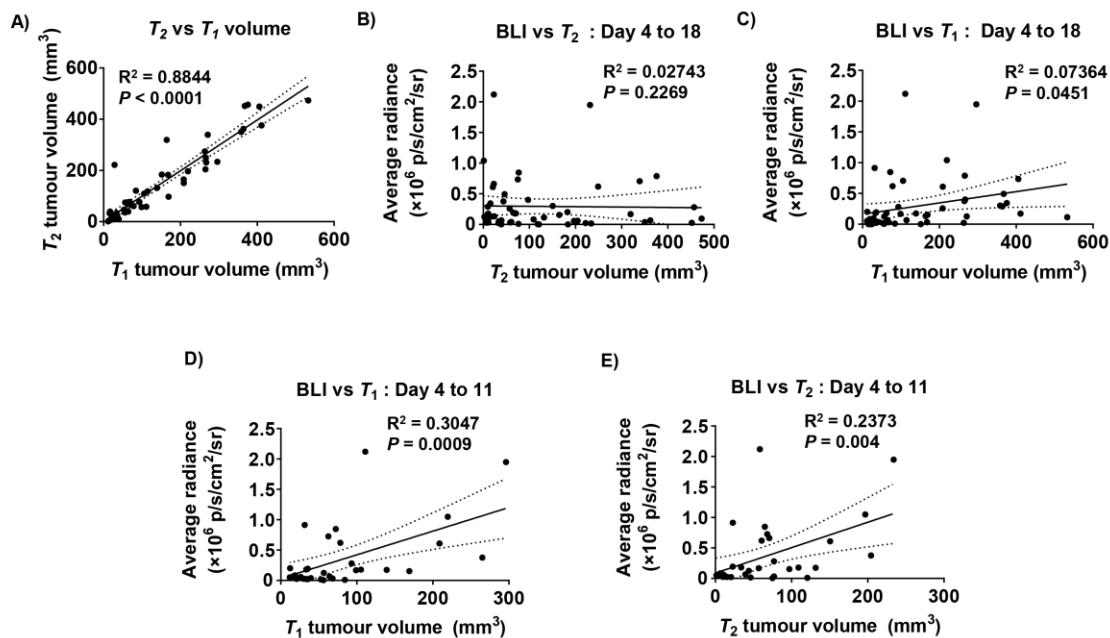 A)
T₂ vs T₁ volume
R² = 0.8844
P < 0.0001
T₂ tumour volume (mm³)
600
400
200
0
0 200 400 600
T₁ tumour volume (mm³)
B)
BLI vs T₂ : Day 4 to 18
R² = 0.02743
P = 0.2269
Average radiance
(×10⁶ p/s/cm²/sr)
2.5
2.0
1.5
1.0
0.5
0
0 100 200 300 400 500
T₂ tumour volume (mm³)
C)
BLI vs T₁ : Day 4 to 18
R² = 0.07364
P = 0.0451
Average radiance
(×10⁶ p/s/cm²/sr)
2.5
2.0
1.5
1.0
0.5
0
0 200 400 600
T₁ tumour volume (mm³)
D)
BLI vs T₁ : Day 4 to 11
R² = 0.3047
P = 0.0009
Average radiance
(×10⁶ p/s/cm²/sr)
2.5
2.0
1.5
1.0
0.5
0
0 100 200 300
T₁ tumour volume (mm³)
E)
BLI vs T₂ : Day 4 to 11
R² = 0.2373
P = 0.004
Average radiance
(×10⁶ p/s/cm²/sr)
2.5
2.0
1.5
1.0
0.5
0
0 100 200 300
T₂ tumour volume (mm³)